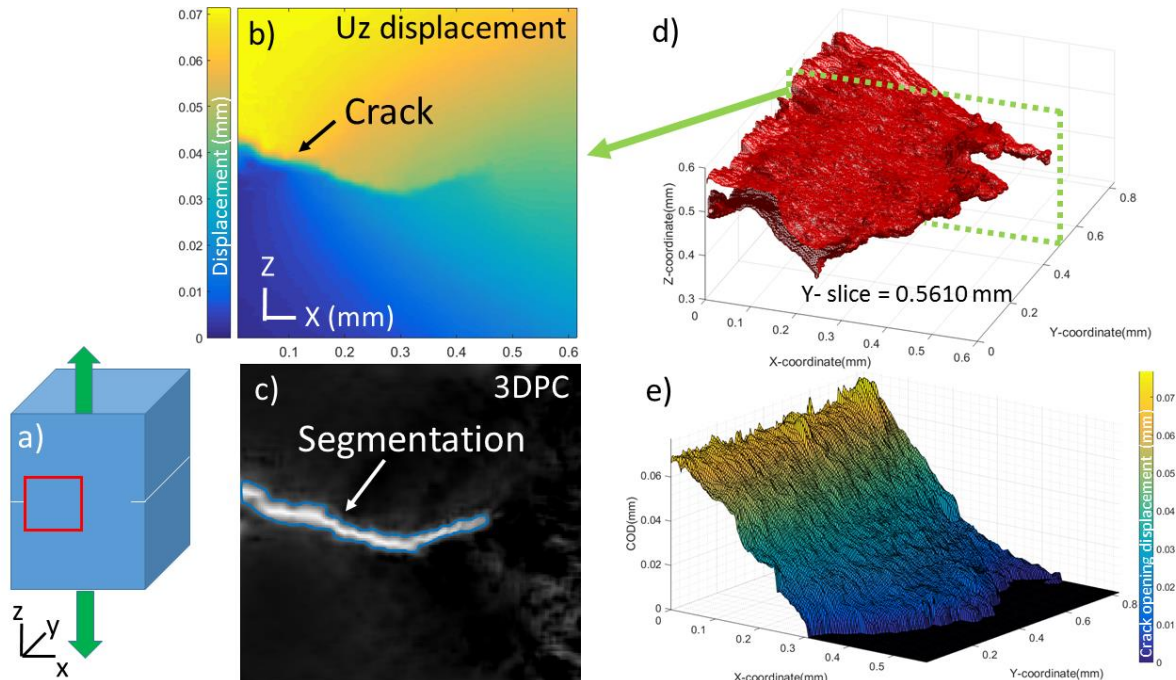 b)
Uz displacement
Crack
Displacement (mm)
0.07
0.06
0.05
0.04
0.03
0.02
0.01
0
Z
X (mm)
0.1
0.2
0.3
0.4
0.5
0.6
d)
Z-coordinate(mm)
0.6
0.5
0.4
0.3
Y- slice = 0.5610 mm
0
0.1
0.2
0.3
0.4
0.5
0.6
X-coordinate(mm)
0
0.2
0.4
0.6
0.8
Y-coordinate(mm)
a)
z
y
x
c)
3DPC
Segmentation
e)
COD(mm)
0.06
0.04
0.02
0
0
0.1
0.2
0.3
0.4
0.5
X-coordinate(mm)
0.2
0.4
0.6
0.8
Y-coordinate(mm)
Crack opening displacement (mm)
0.07
0.06
0.05
0.04
0.03
0.02
0.01
0